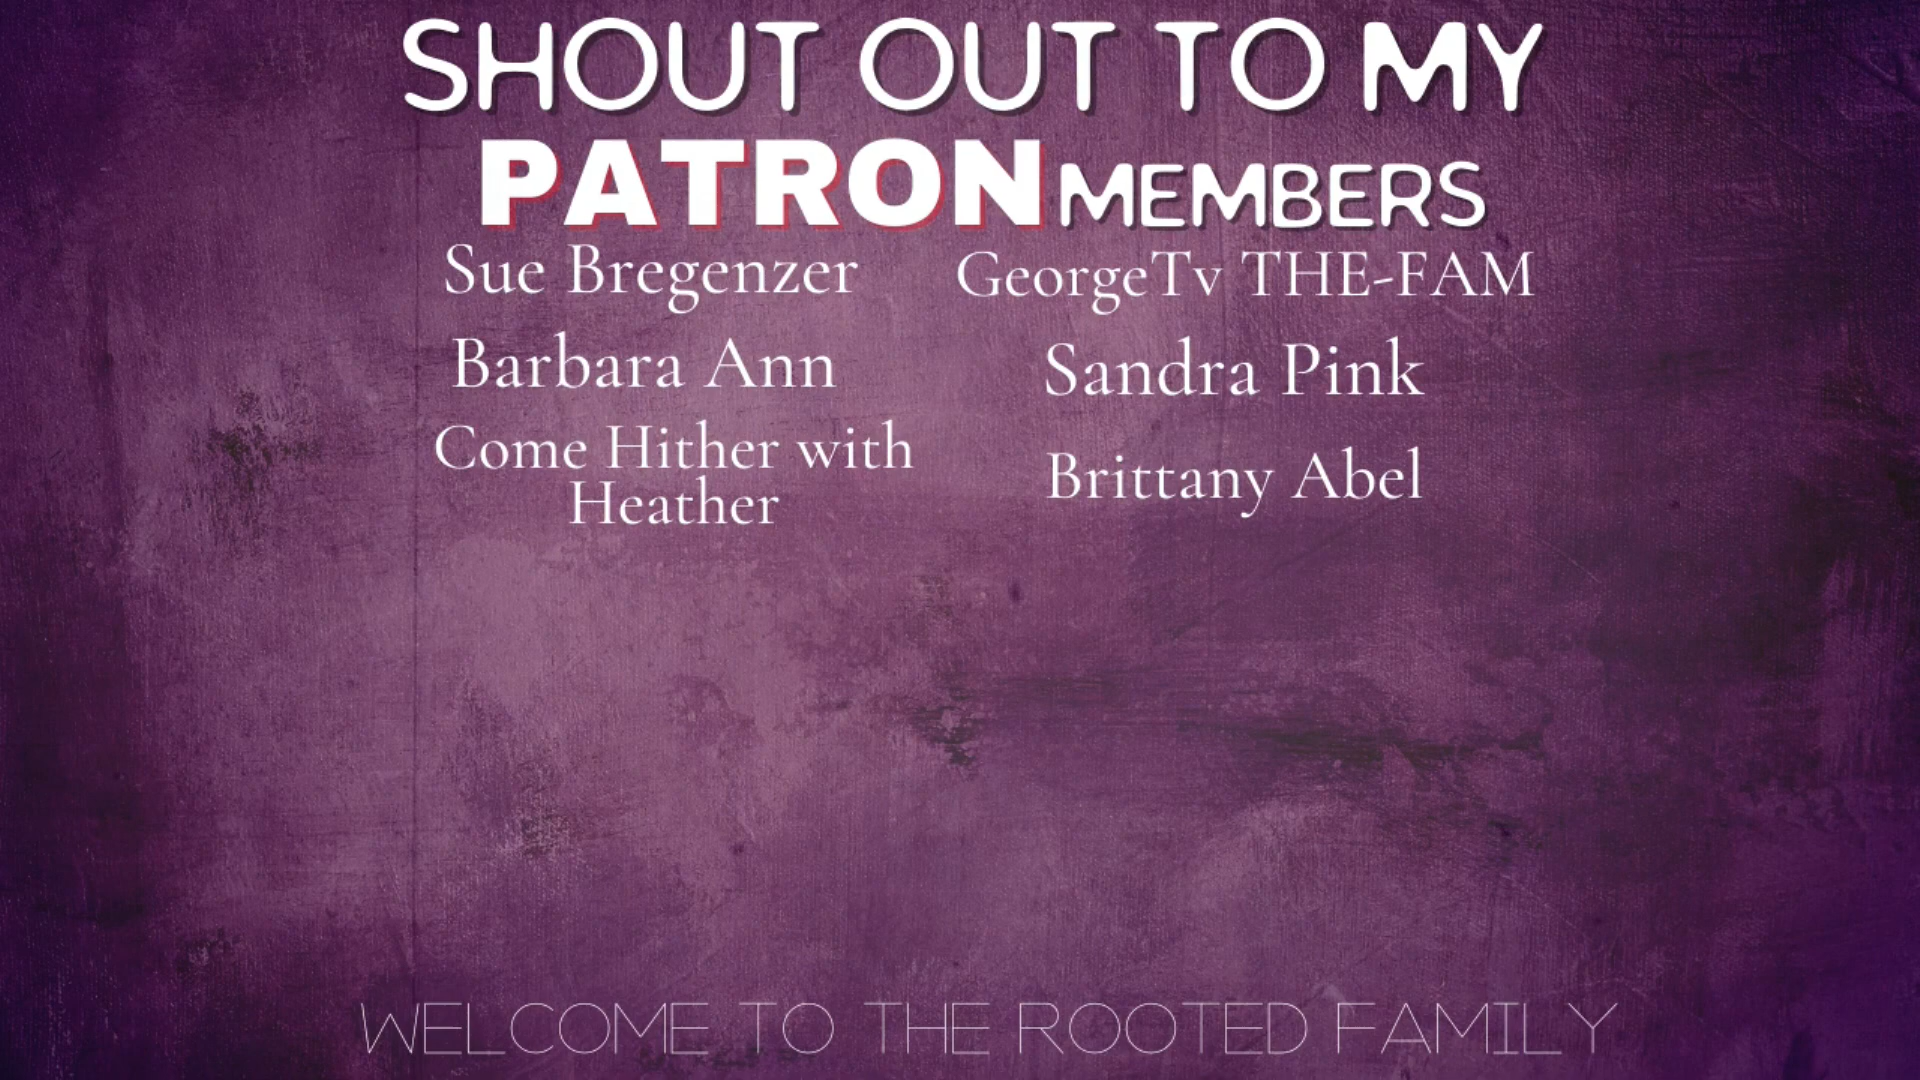 SHOUT OUT TO MY
PATRON MEMBERS
Sue Bregenzer
GeorgeTv THE-FAM
Barbara Ann
Sandra Pink
Come Hither with
Heather
Brittany Abel
WELCOME TO THE ROOTED FAMILY